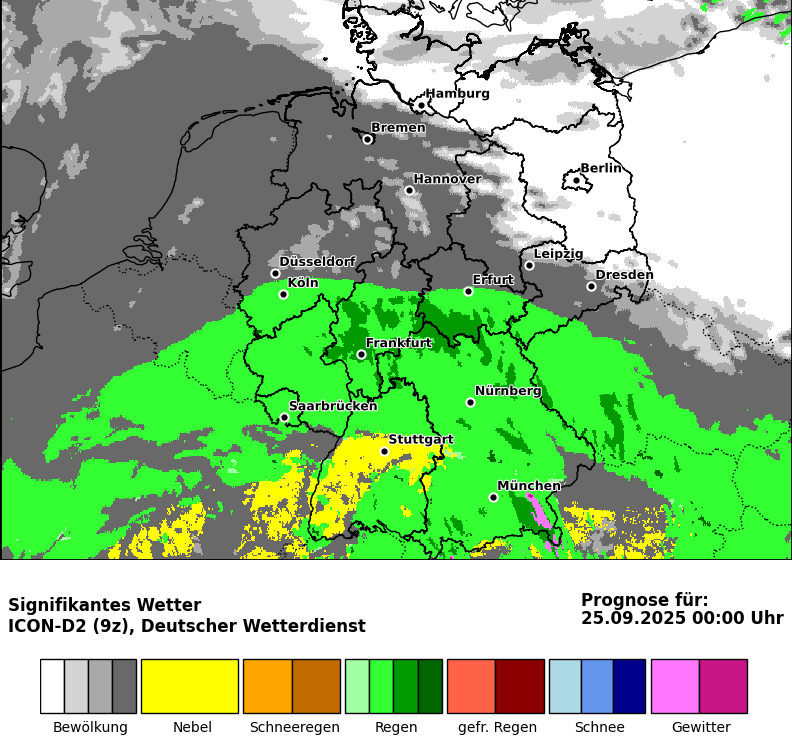 Hamburg
Bremen
Berlin
Hannover
Leipzig
Düsseldorf
Dresden
Köln
Erfurt
Frankfurt
Nürnberg
Saarbrücken
Stuttgart
München
Signifikantes Wetter
ICON-D2 (9z), Deutscher Wetterdienst
Prognose für:
25.09.2025 00:00 Uhr
Bewölkung
Nebel
Schneeregen
Regen
gefr. Regen
Schnee
Gewitter